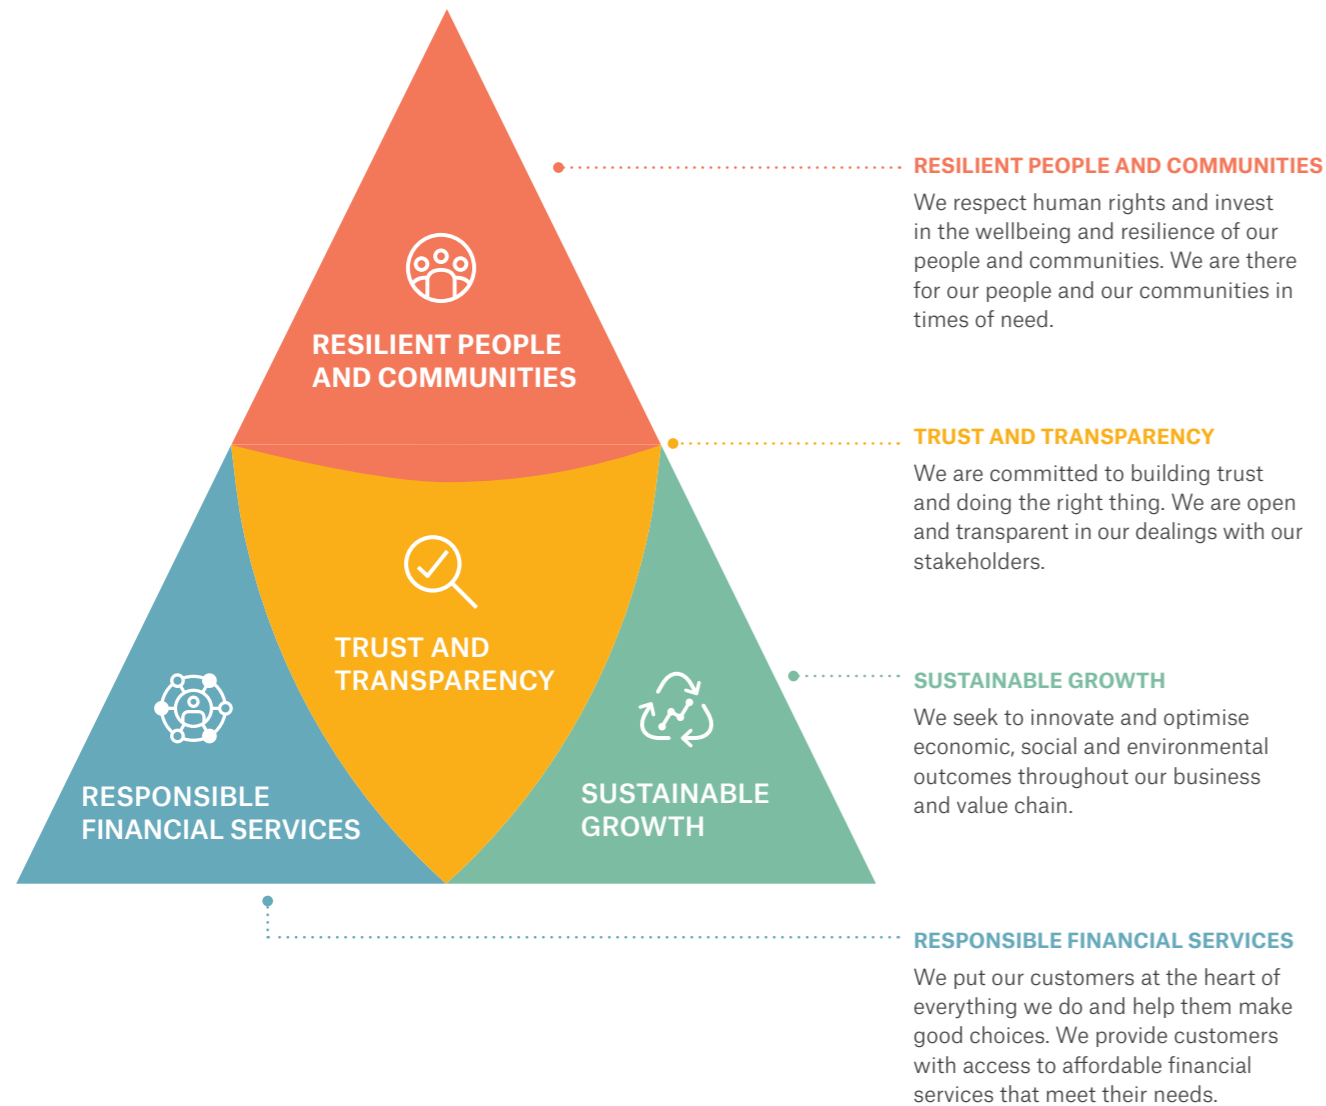 RESILIENT PEOPLE
AND COMMUNITIES
TRUST AND
TRANSPARENCY
RESPONSIBLE
FINANCIAL SERVICES
SUSTAINABLE
GROWTH
RESILIENT PEOPLE AND COMMUNITIES
We respect human rights and invest
in the wellbeing and resilience of our
people and communities. We are there
for our people and our communities in
times of need.
TRUST AND TRANSPARENCY
We are committed to building trust
and doing the right thing. We are open
and transparent in our dealings with our
stakeholders.
SUSTAINABLE GROWTH
We seek to innovate and optimise
economic, social and environmental
outcomes throughout our business
and value chain.
RESPONSIBLE FINANCIAL SERVICES
We put our customers at the heart of
everything we do and help them make
good choices. We provide customers
with access to affordable financial
services that meet their needs.